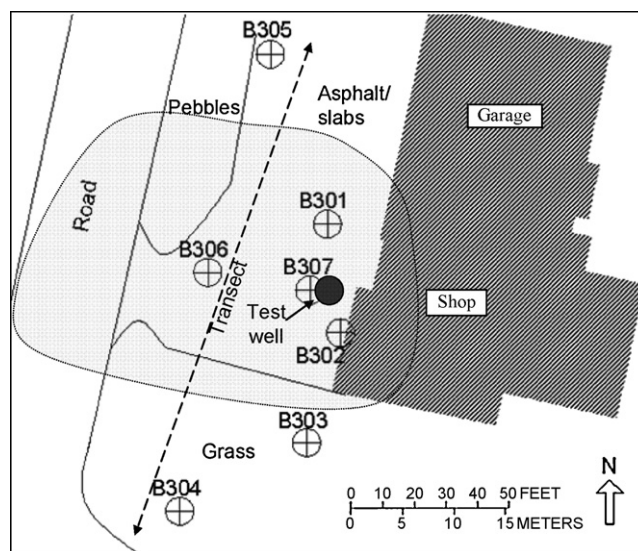 B305
Pebbles
Asphalt/
slabs
Garage
Road
B301
B306
B307
Transect
Test
well
Shop
B302
B303
Grass
B304
N
0 10 20 30 40 50 FEET
0 5 10 15 METERS